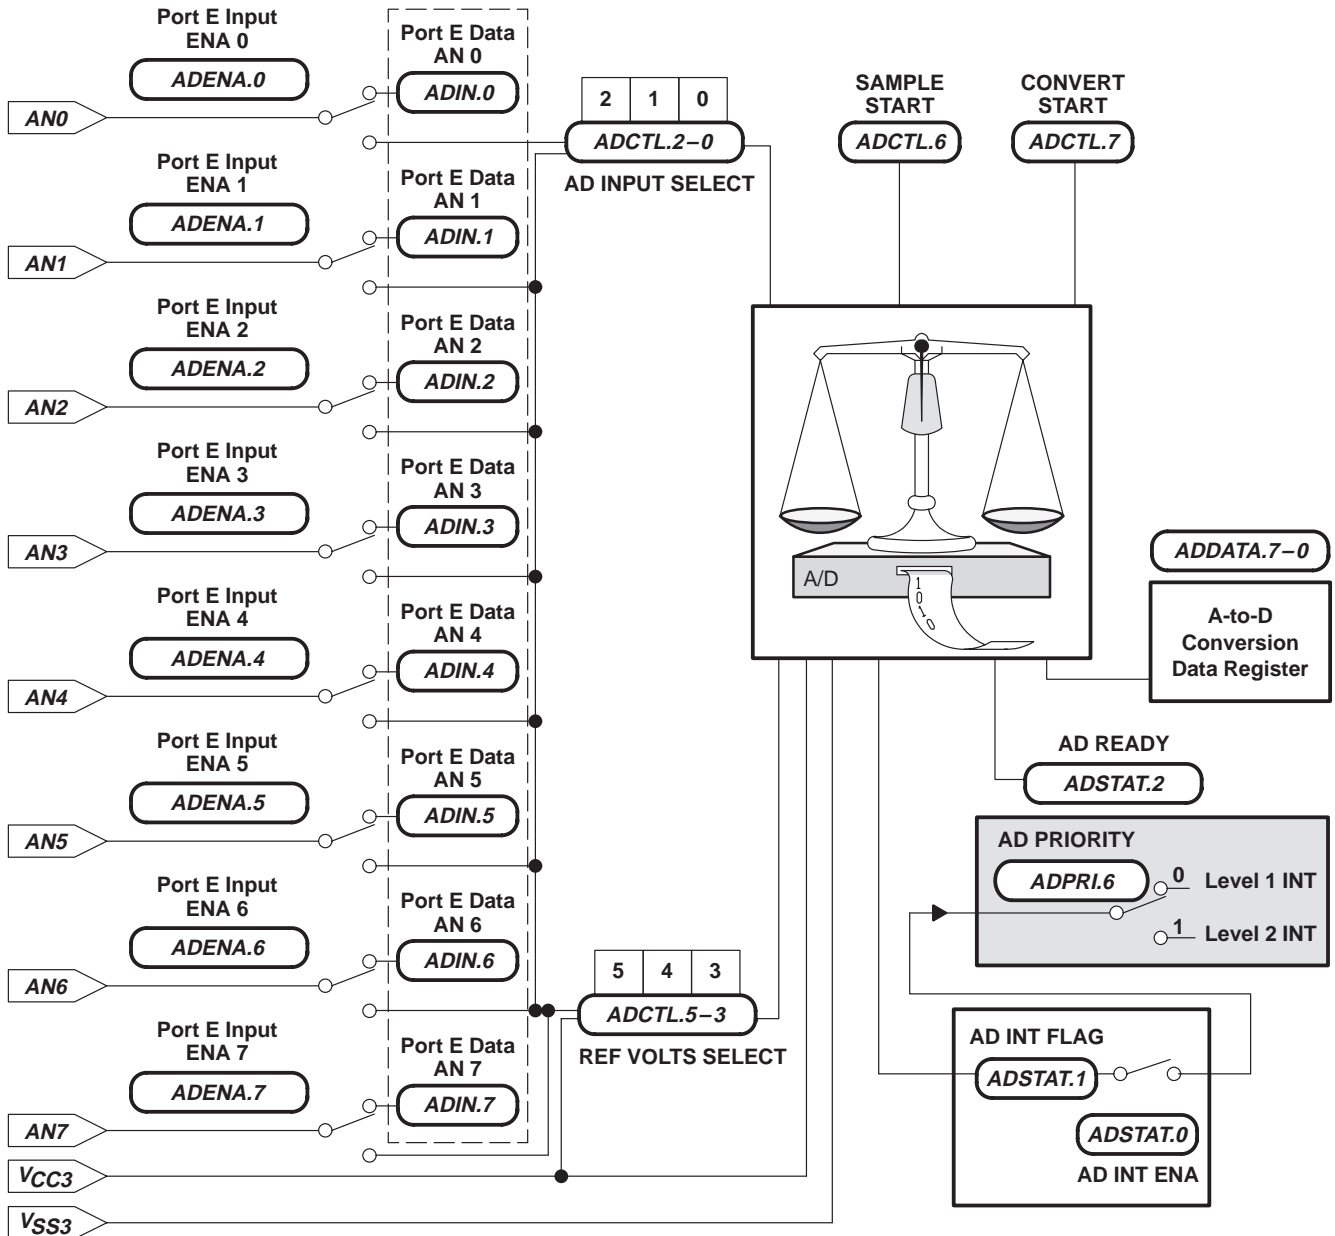 Port E Input
ENA 0
ADENA.0
AN0
Port E Data
AN 0
ADIN.0
Port E Input
ENA 1
ADENA.1
AN1
Port E Data
AN 1
ADIN.1
Port E Input
ENA 2
ADENA.2
AN2
Port E Data
AN 2
ADIN.2
Port E Input
ENA 3
ADENA.3
AN3
Port E Data
AN 3
ADIN.3
Port E Input
ENA 4
ADENA.4
AN4
Port E Data
AN 4
ADIN.4
Port E Input
ENA 5
ADENA.5
AN5
Port E Data
AN 5
ADIN.5
Port E Input
ENA 6
ADENA.6
AN6
Port E Data
AN 6
ADIN.6
Port E Input
ENA 7
ADENA.7
AN7
Port E Data
AN 7
ADIN.7
VCC3
VSS3
2 1 0
ADCTL.2–0
AD INPUT SELECT
5 4 3
ADCTL.5–3
REF VOLTS SELECT
SAMPLE
START
ADCTL.6
CONVERT
START
ADCTL.7
A/D
1
0
1
0
ADDATA.7–0
A-to-D
Conversion
Data Register
AD READY
ADSTAT.2
AD PRIORITY
ADPRI.6
0 Level 1 INT
1 Level 2 INT
AD INT FLAG
ADSTAT.1
ADSTAT.0
AD INT ENA